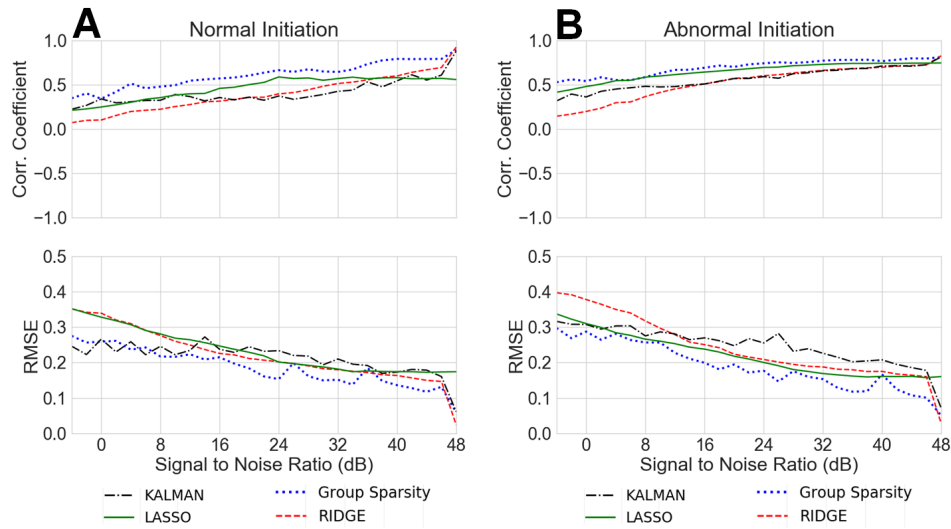 A
Normal Initiation
B
Abnormal Initiation
Corr. Coefficient
1.0
0.5
0.0
−0.5
−1.0
Corr. Coefficient
1.0
0.5
0.0
−0.5
−1.0
RMSE
0.5
0.4
0.3
0.2
0.1
0.0
0 8 16 24 32 40 48
Signal to Noise Ratio (dB)
RMSE
0.5
0.4
0.3
0.2
0.1
0.0
0 8 16 24 32 40 48
Signal to Noise Ratio (dB)
KALMAN
Group Sparsity
LASSO
RIDGE
KALMAN
Group Sparsity
LASSO
RIDGE